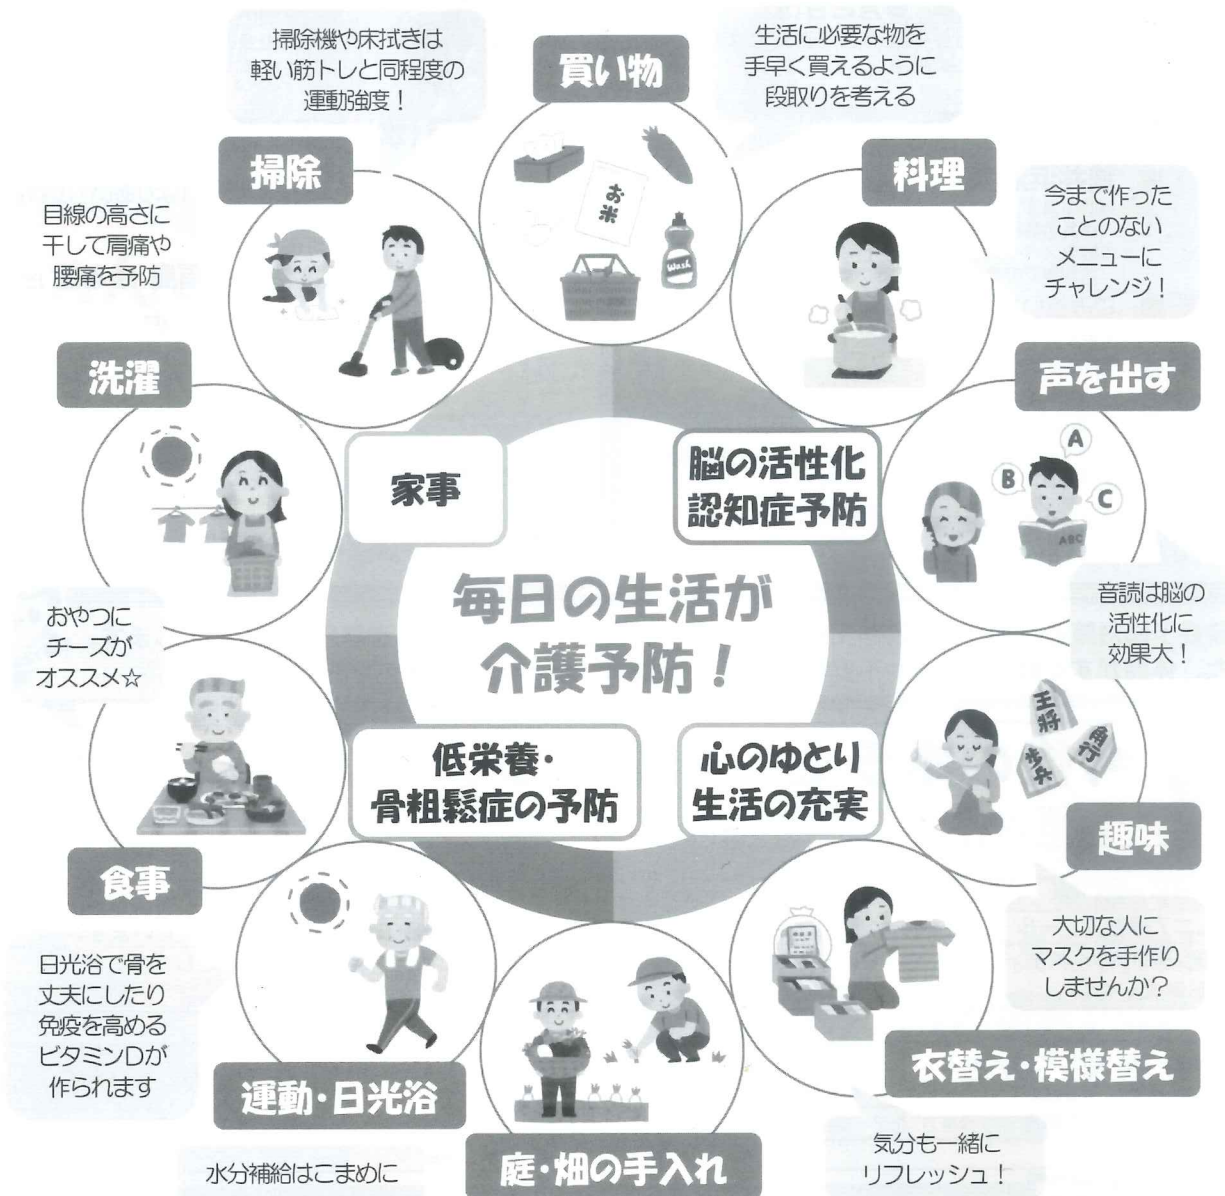 掃除機や床拭きは
軽い筋トレと同程度の
運動強度！
買い物
生活に必要な物を
手早く買えるように
段取りを考える
掃除
料理
お米
Wash
目線の高さに
干して肩痛や
腰痛を予防
今まで作った
ことのない
メニューに
チャレンジ！
洗濯
声を出す
A
B
C
ABC
家事
脳の活性化
認知症予防
毎日の生活が
介護予防！
おやつに
チーズが
オススメ☆
音読は脳の
活性化に
効果大！
王将
角行
歩兵
低栄養・
骨粗鬆症の予防
心のゆとり
生活の充実
食事
趣味
日光浴で骨を
丈夫にしたり
免疫を高める
ビタミンDが
作られます
大切な人に
マスクを手作り
しませんか？
運動・日光浴
衣替え・模様替え
水分補給はこまめに
庭・畑の手入れ
気分も一緒に
リフレッシュ！